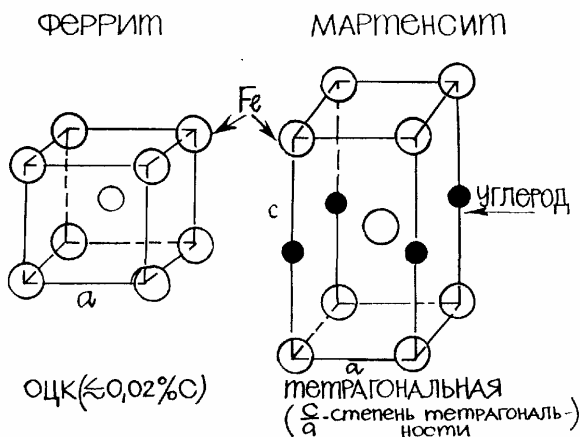 ФЕРРИТ
МАРТЕНСИТ
Fe
УГЛЕРОД
c
a
a
ОЦК(≲0,02%С)
ТЕТРАГОНАЛЬНАЯ
(c/a-СТЕПЕНЬ ТЕТРАГОНАЛЬ-
НОСТИ